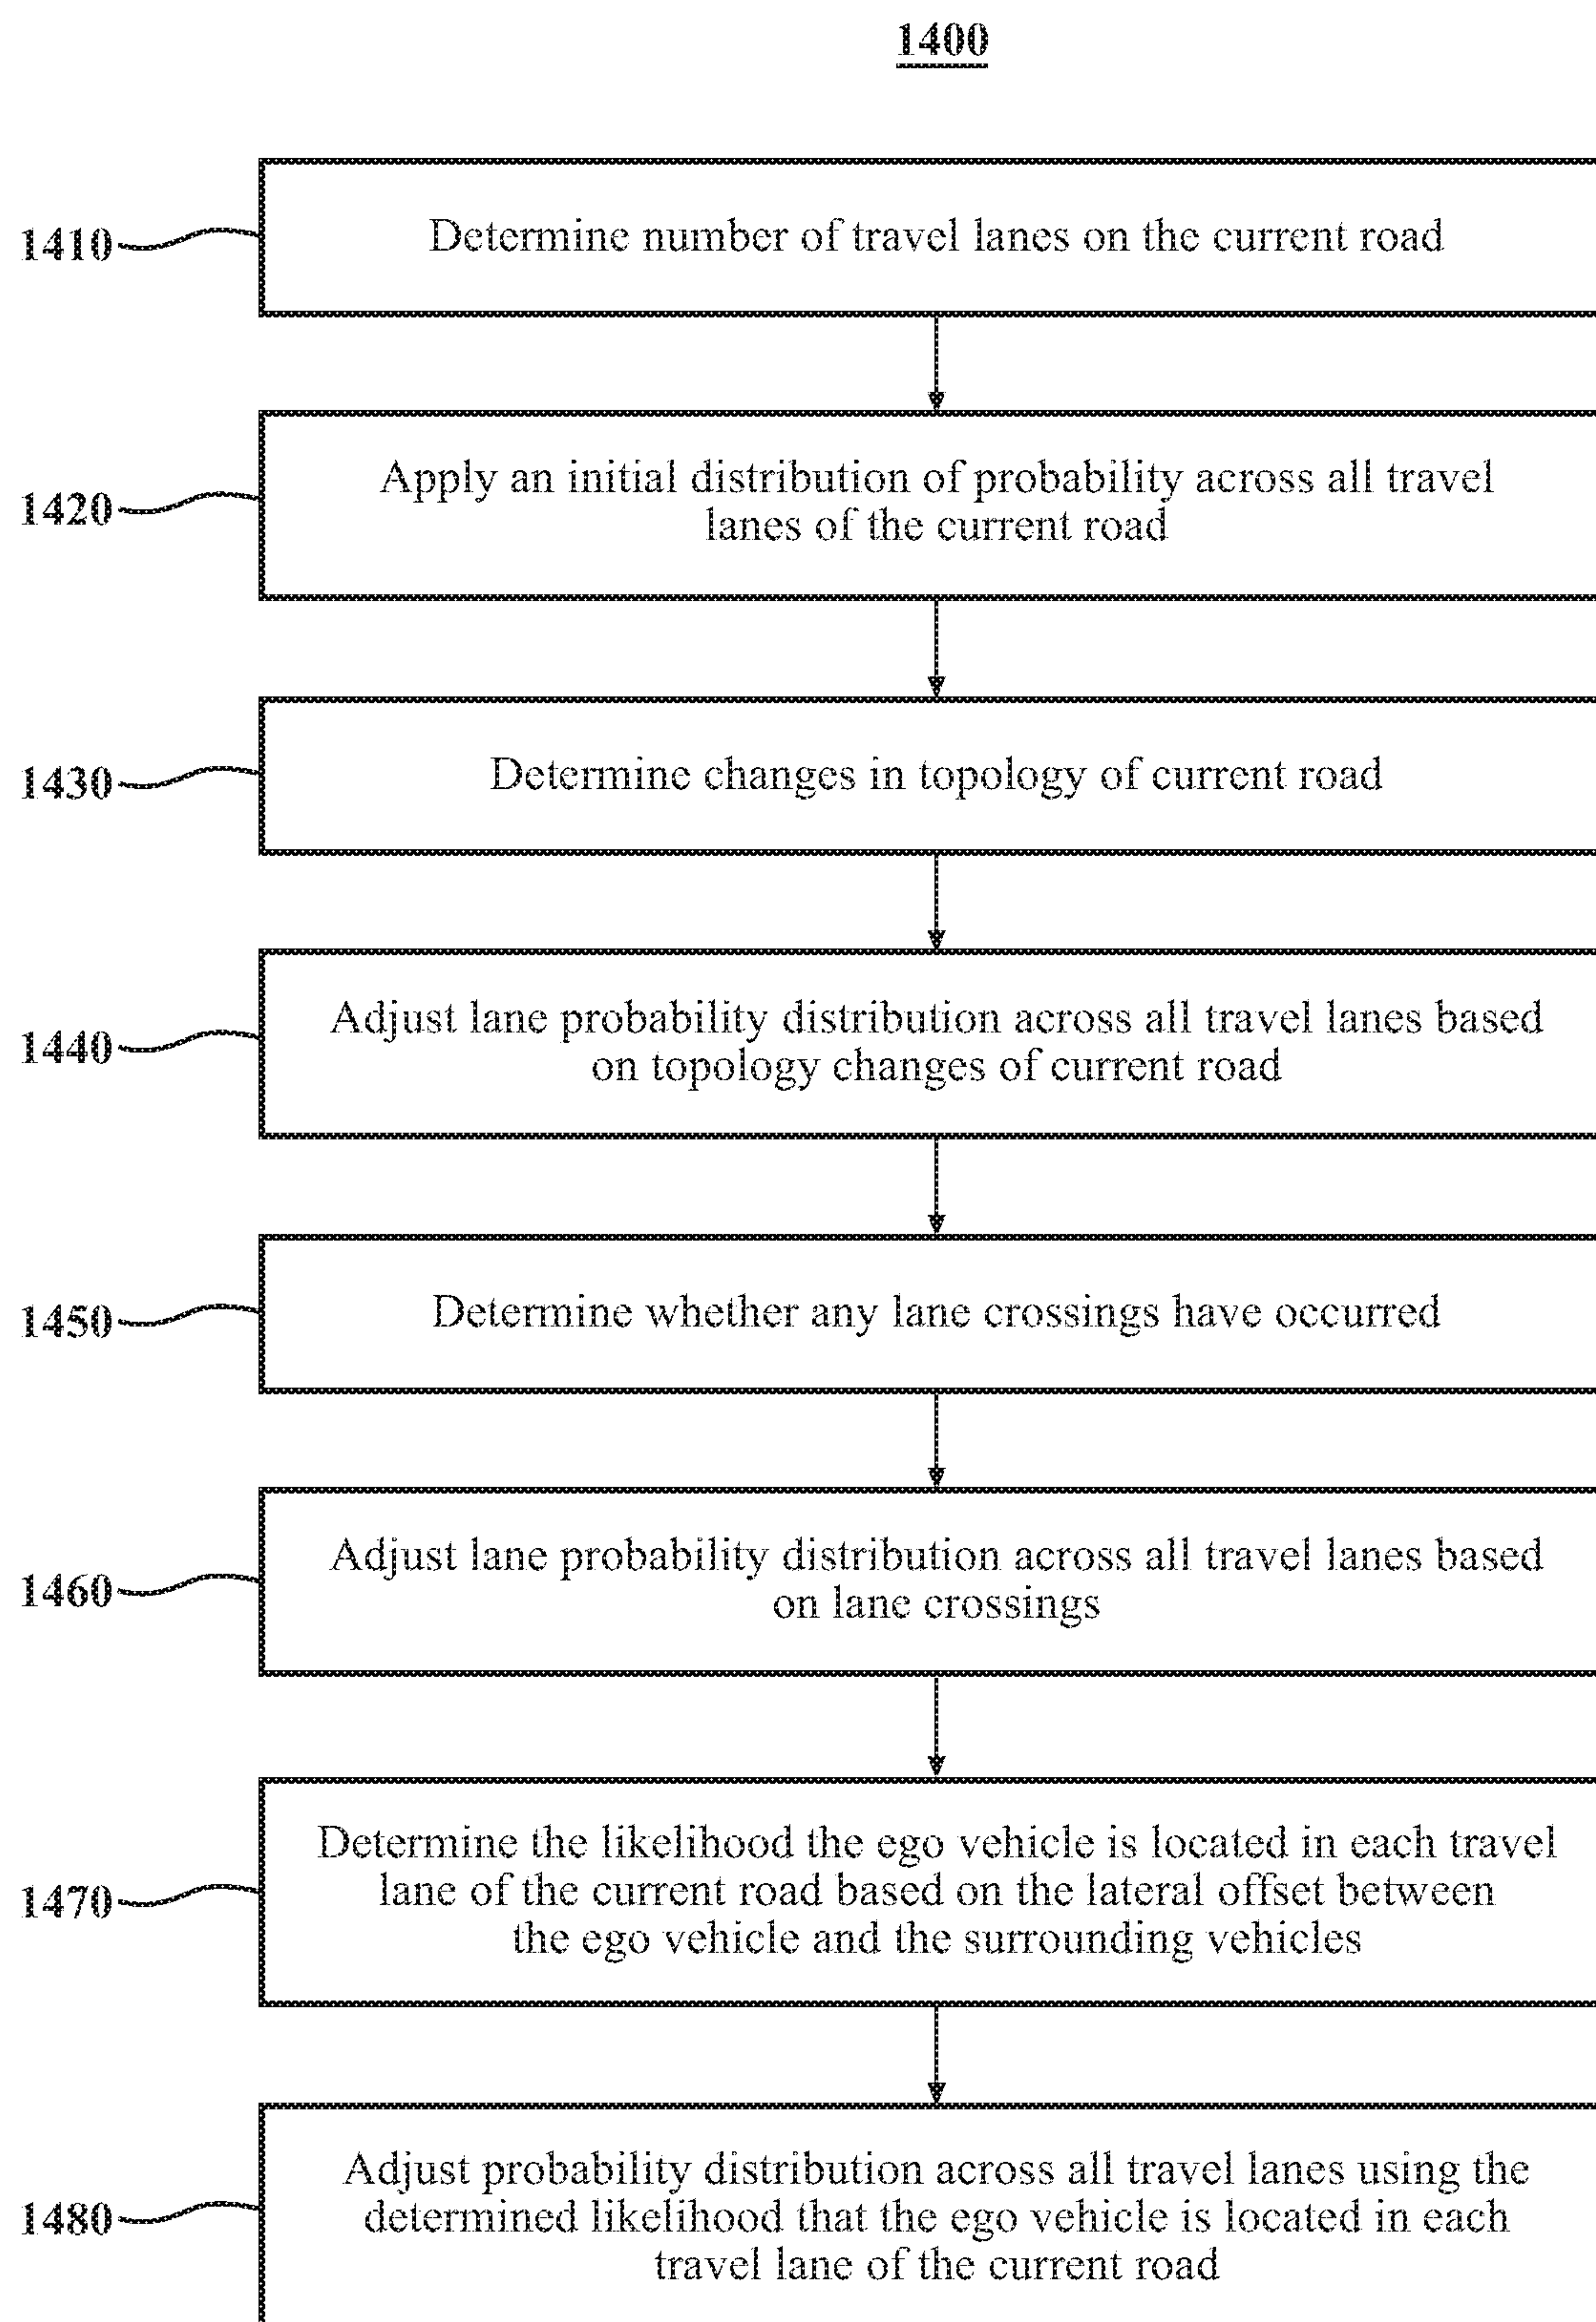 1400
1410
Determine number of travel lanes on the current road
1420
Apply an initial distribution of probability across all travel
lanes of the current road
1430
Determine changes in topology of current road
1440
Adjust lane probability distribution across all travel lanes based
on topology changes of current road
1450
Determine whether any lane crossings have occurred
1460
Adjust lane probability distribution across all travel lanes based
on lane crossings
1470
Determine the likelihood the ego vehicle is located in each travel
lane of the current road based on the lateral offset between
the ego vehicle and the surrounding vehicles
1480
Adjust probability distribution across all travel lanes using the
determined likelihood that the ego vehicle is located in each
travel lane of the current road